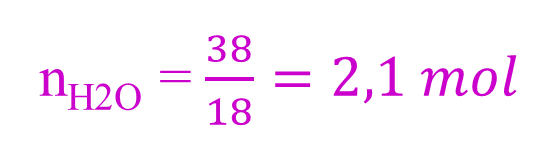 n_H2O = 38/18 = 2,1 mol